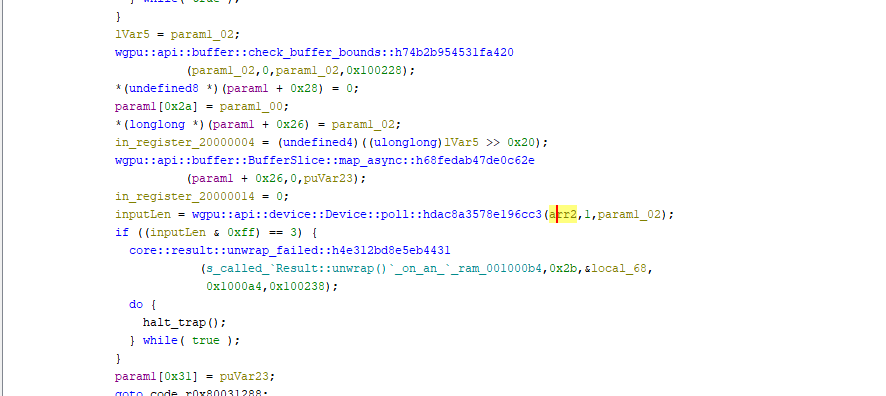 } while( true );
}
lVar5 = param1_02;
wgpu::api::buffer::check_buffer_bounds::h74b2b954531fa420
(param1_02,0,param1_02,0x100228);
*(undefined8 *)(param1 + 0x28) = 0;
param1[0x2a] = param1_00;
*(longlong *)(param1 + 0x26) = param1_02;
in_register_20000004 = (undefined4)((ulonglong)lVar5 >> 0x20);
wgpu::api::buffer::BufferSlice::map_async::h68fedab47de0c62e
(param1 + 0x26,0,puVar23);
in_register_20000014 = 0;
inputLen = wgpu::api::device::Device::poll::hdac8a3578e196cc3(arr2,1,param1_02);
if ((inputLen & 0xff) == 3) {
core::result::unwrap_failed::h4e312bd8e5eb4431
(s_called_`Result::unwrap()`_on_an_`_ram_001000b4,0x2b,&local_68,
0x1000a4,0x100238);
do {
halt_trap();
} while( true );
}
param1[0x31] = puVar23;
goto code_r0x80031288;